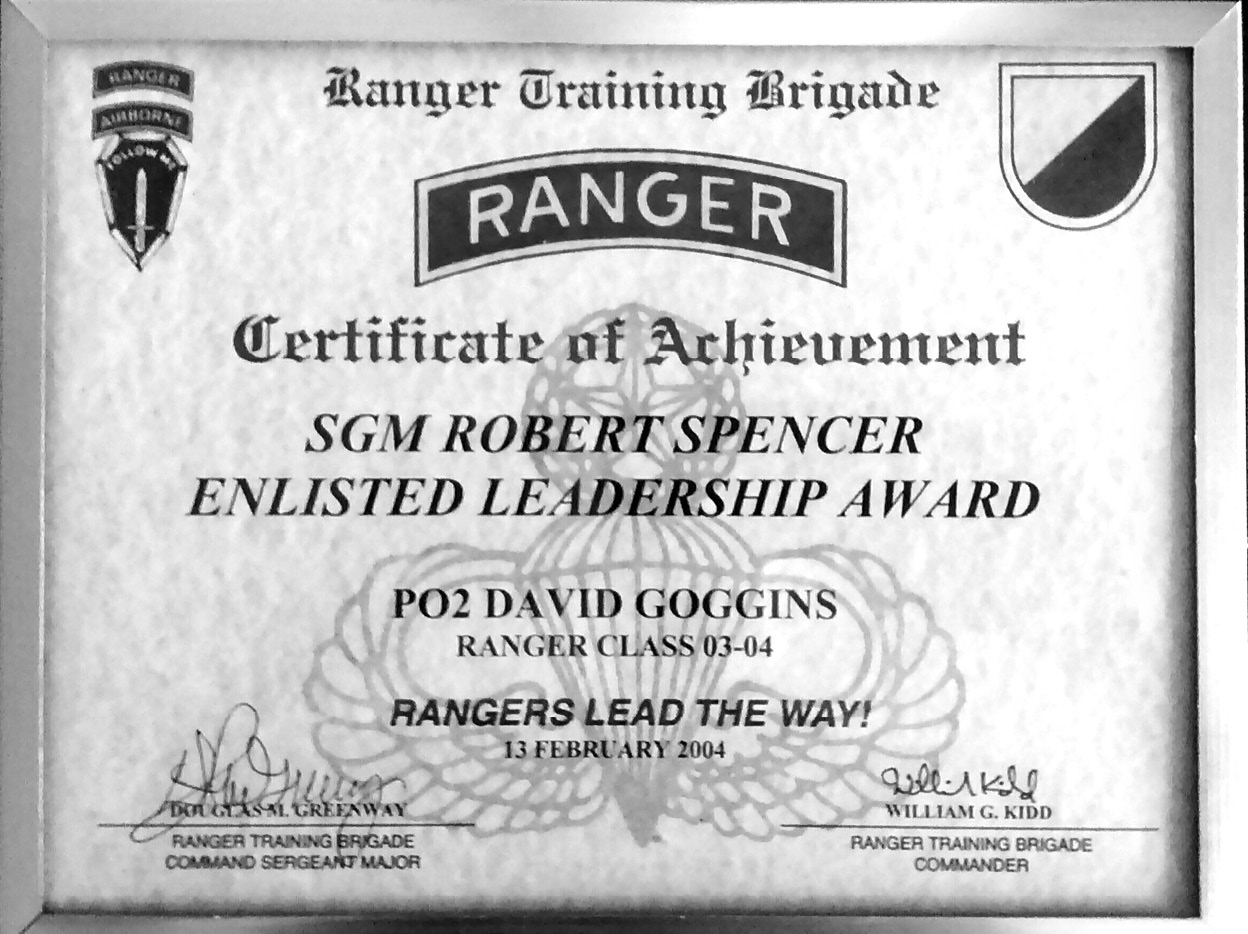 RANGER
AIRBORNE
FOLLOW ME
Ranger Training Brigade
RANGER
Certificate of Achievement
SGM ROBERT SPENCER
ENLISTED LEADERSHIP AWARD
PO2 DAVID GOGGINS
RANGER CLASS 03-04
RANGERS LEAD THE WAY!
13 FEBRUARY 2004
DOUGLAS M. GREENWAY
RANGER TRAINING BRIGADE
COMMAND SERGEANT MAJOR
William Kidd
WILLIAM G. KIDD
RANGER TRAINING BRIGADE
COMMANDER